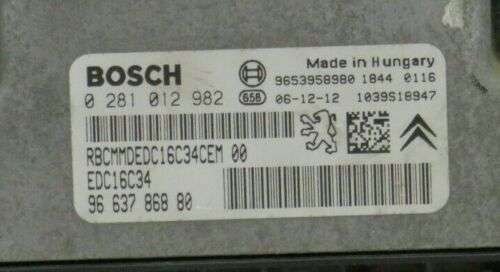 BOSCH
Made in Hungary
9653958980 1844 0116
0 281 012 982 658 06-12-12 1039S18947
RBCMMDEDC16C34CEM 00
EDC16C34
96 637 868 80